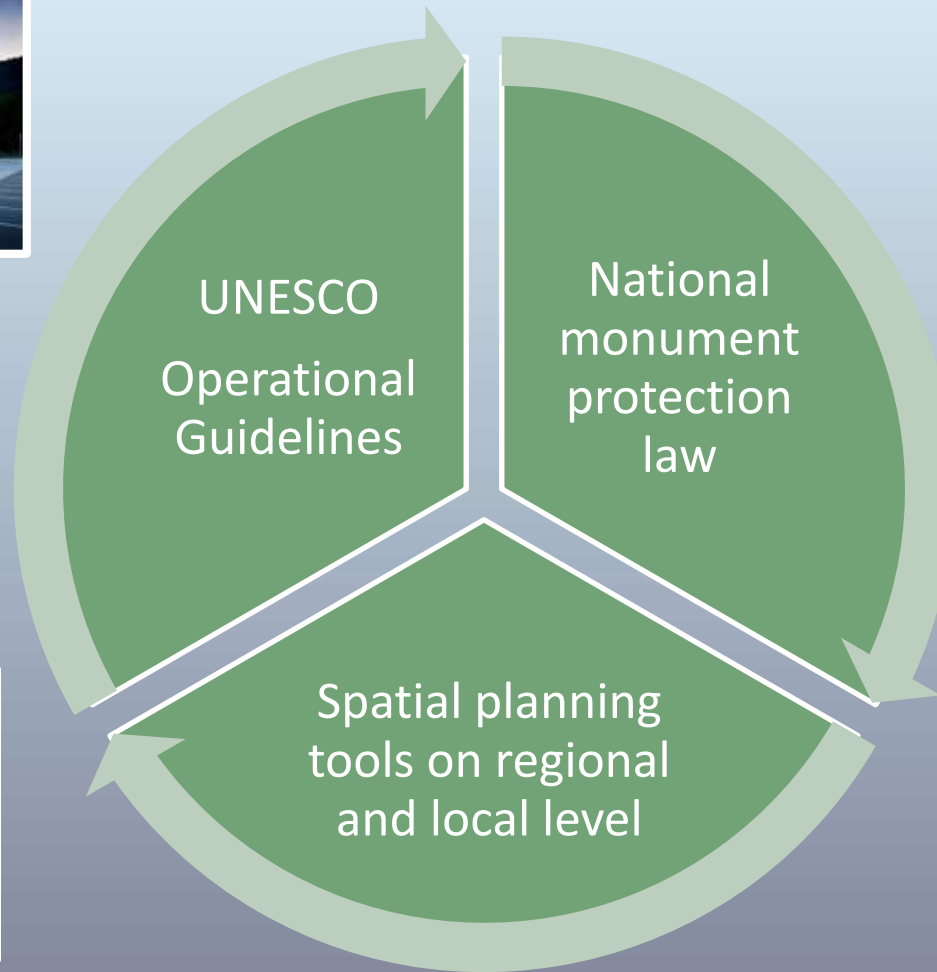 UNESCO
Operational
Guidelines
National
monument
protection
law
Spatial planning
tools on regional
and local level